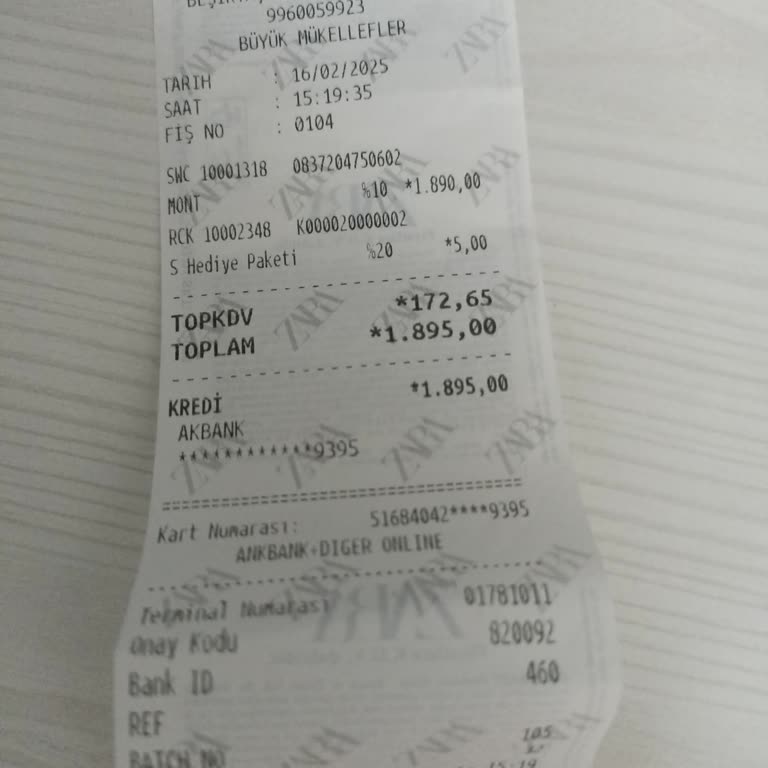 9960059923
BÜYÜK MÜKELLEFLER
TARIH : 16/02/2025
SAAT : 15:19:35
FİŞ NO : 0104
SWC 10001318 0837204750602
MONT %10 *1.890,00
RCK 10002348 K000020000002
S Hediye Paketi %20 *5,00
TOPKDV *172,65
TOPLAM *1.895,00
KREDİ *1.895,00
AKBANK
************9395
Kart Numarası: 51684042****9395
ANKBANK+DIGER ONLINE
Terminal Numarası 01781011
Onay Kodu 820092
Bank ID 460
REF
BATCH NO